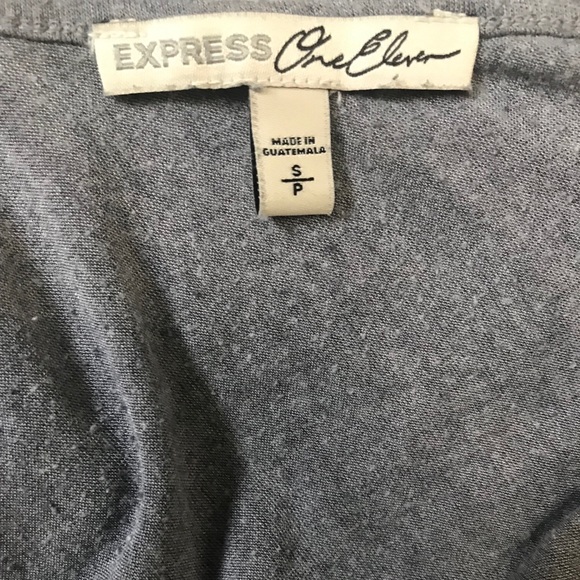 EXPRESS One Eleven
MADE IN
GUATEMALA
S
P